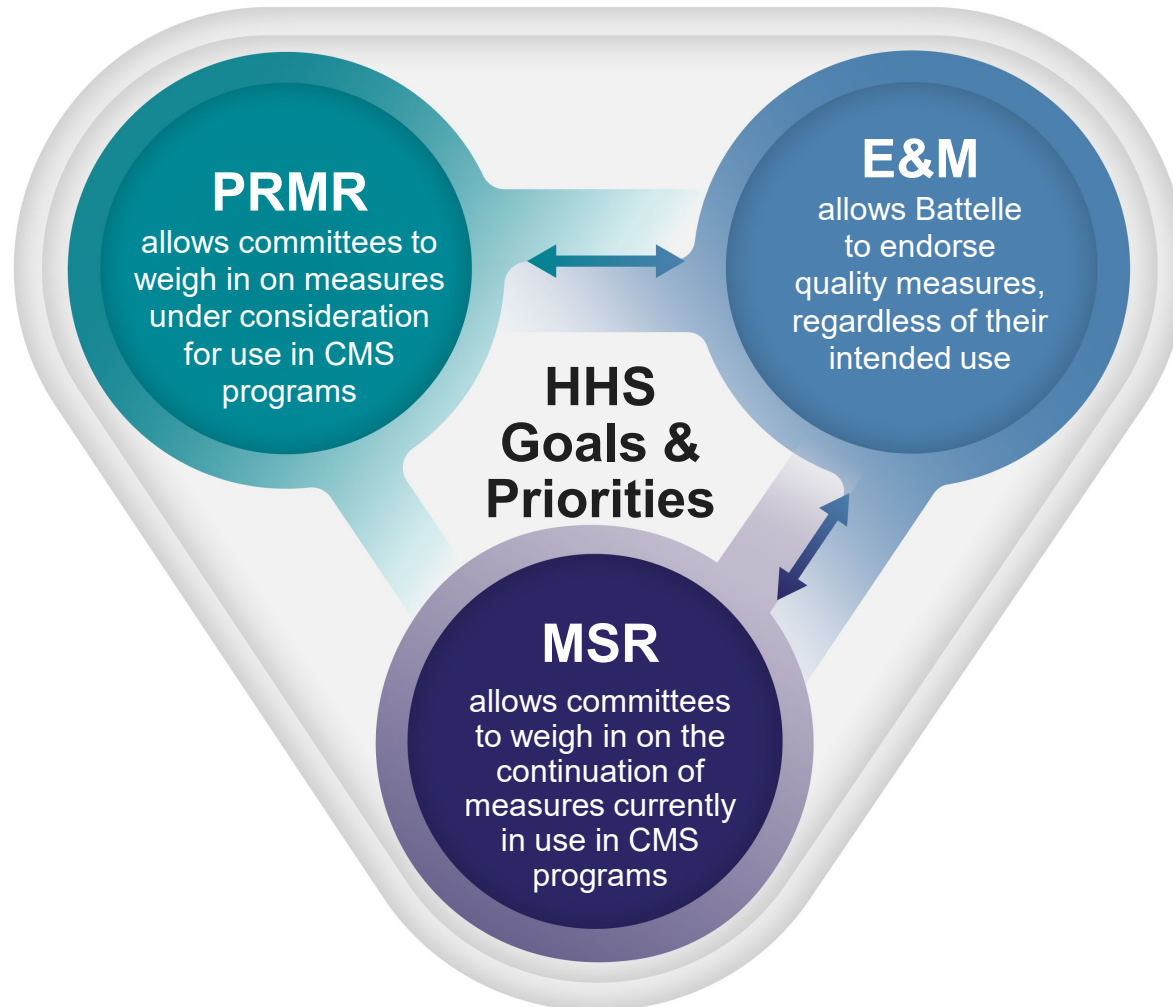 PRMR
allows committees to
weigh in on measures
under consideration
for use in CMS
programs
E&M
allows Battelle
to endorse
quality measures,
regardless of their
intended use
HHS
Goals &
Priorities
MSR
allows committees
to weigh in on the
continuation of
measures currently
in use in CMS
programs